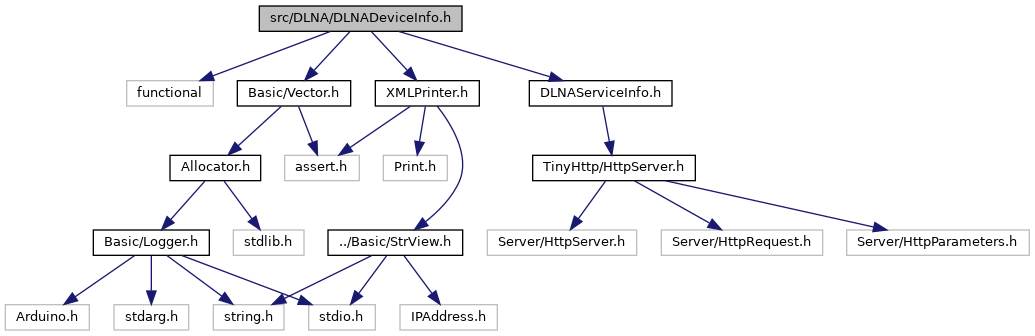 src/DLNA/DLNADeviceInfo.h
functional
Basic/Vector.h
XMLPrinter.h
DLNAServiceInfo.h
Allocator.h
assert.h
Print.h
TinyHttp/HttpServer.h
Basic/Logger.h
stdlib.h
../Basic/StrView.h
Server/HttpServer.h
Server/HttpRequest.h
Server/HttpParameters.h
Arduino.h
stdarg.h
string.h
stdio.h
IPAddress.h